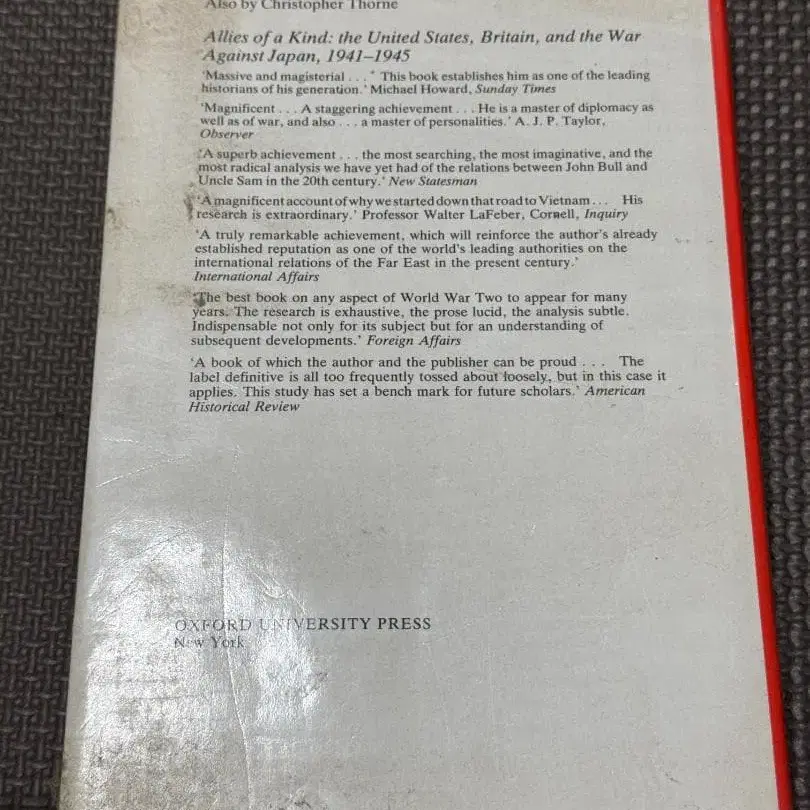 Also by Christopher Thorne
Allies of a Kind: the United States, Britain, and the War
Against Japan, 1941–1945
‘Massive and magisterial . . .’ This book establishes him as one of the leading
historians of his generation.’ Michael Howard, Sunday Times
‘Magnificent . . . A staggering achievement . . . He is a master of diplomacy as
well as of war, and also . . . a master of personalities.’ A. J. P. Taylor,
Observer
‘A superb achievement . . . the most searching, the most imaginative, and the
most radical analysis we have yet had of the relations between John Bull and
Uncle Sam in the 20th century.’ New Statesman
‘A magnificent account of why we started down that road to Vietnam . . . His
research is extraordinary.’ Professor Walter LaFeber, Cornell, Inquiry
‘A truly remarkable achievement, which will reinforce the author’s already
established reputation as one of the world’s leading authorities on the
international relations of the Far East in the present century.’
International Affairs
‘The best book on any aspect of World War Two to appear for many
years. The research is exhaustive, the prose lucid, the analysis subtle.
Indispensable not only for its subject but for an understanding of
subsequent developments.’ Foreign Affairs
‘A book of which the author and the publisher can be proud . . . The
label definitive is all too frequently tossed about loosely, but in this case it
applies. This study has set a bench mark for future scholars.’ American
Historical Review
OXFORD UNIVERSITY PRESS
New York